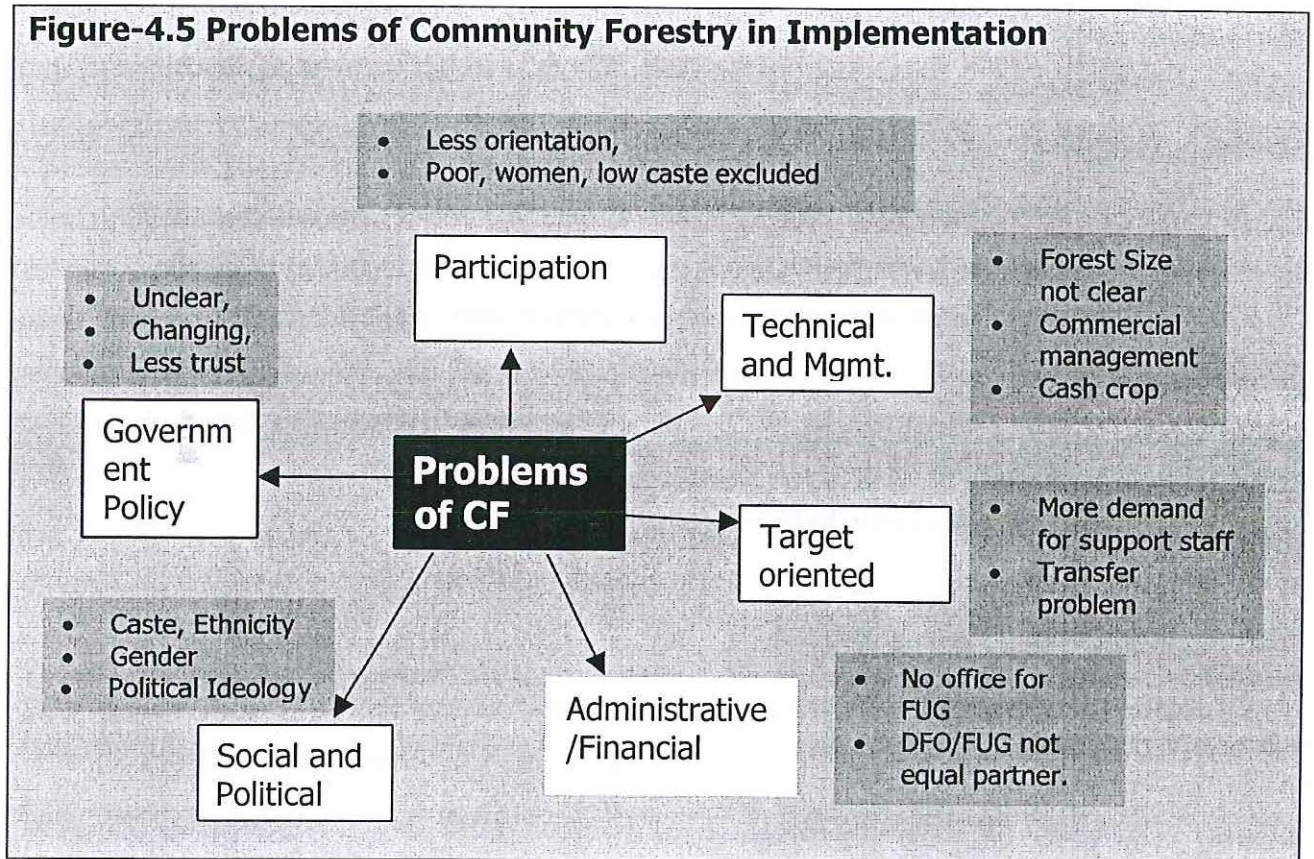 Figure-4.5 Problems of Community Forestry in Implementation
• Less orientation,
• Poor, women, low caste excluded
Participation
• Unclear,
• Changing,
• Less trust
Governm
ent
Policy
Technical
and Mgmt.
• Forest Size
not clear
• Commercial
management
• Cash crop
Problems
of CF
Target
oriented
• More demand
for support staff
• Transfer
problem
• Caste, Ethnicity
• Gender
• Political Ideology
Social and
Political
Administrative
/Financial
• No office for
FUG
• DFO/FUG not
equal partner.